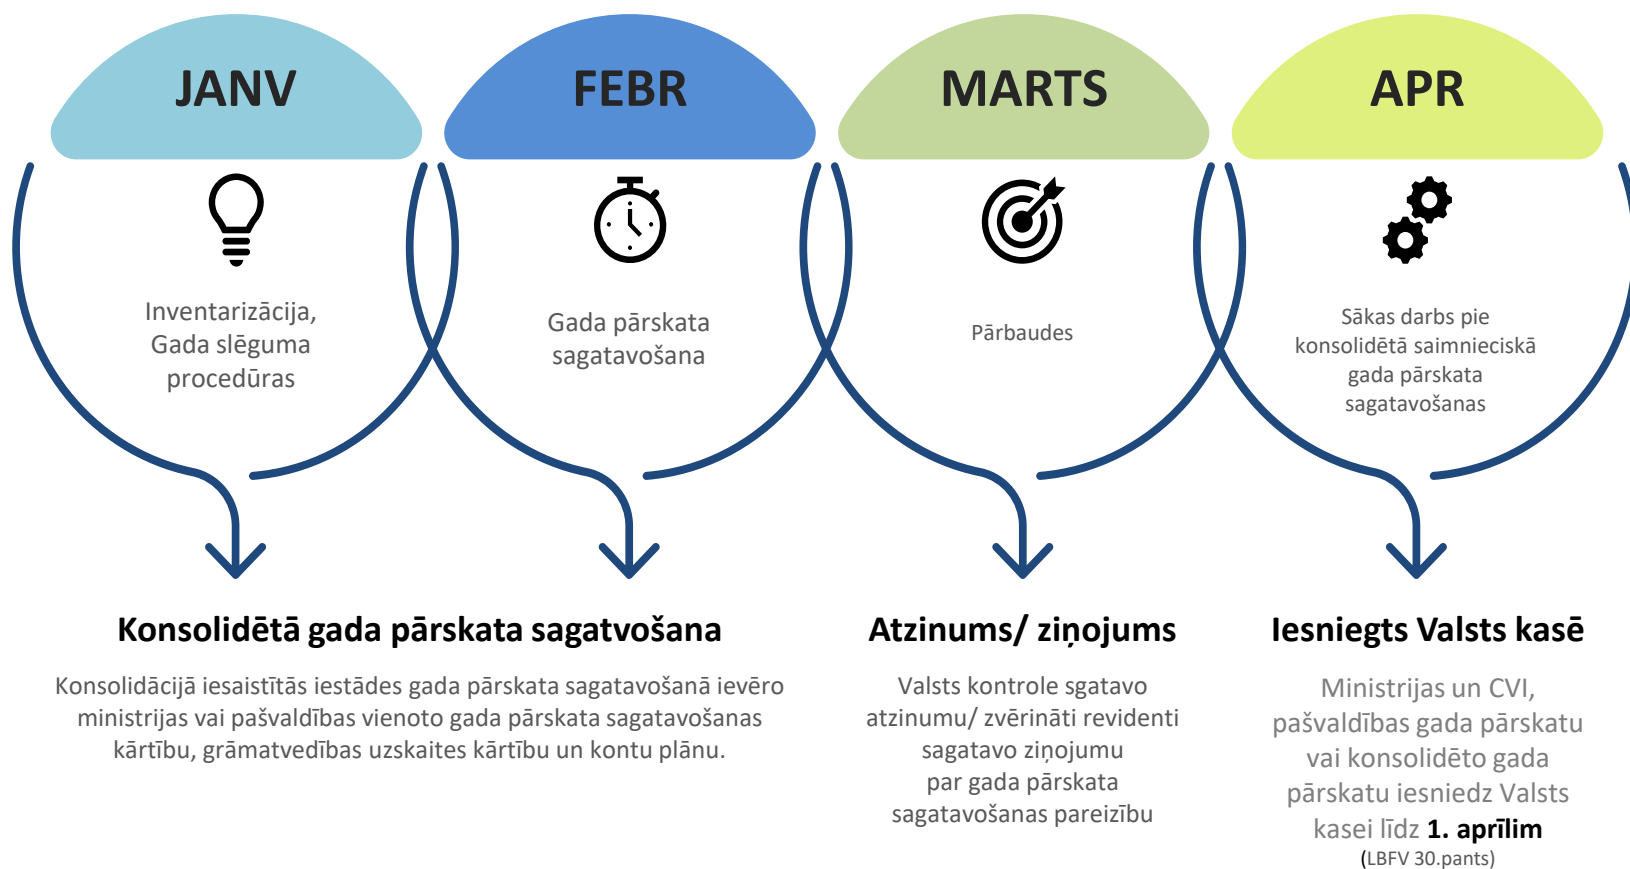 JANV
FEBR
MARTS
APR
Inventarizācija,
Gada slēguma
procedūras
Gada pārskata
sagatavošana
Pārbaudes
Sākas darbs pie
konsolidētā saimnieciskā
gada pārskata
sagatavošanas
Konsolidētā gada pārskata sagatvošana
Konsolidācijā iesaistītās iestādes gada pārskata sagatavošanā ievēro
ministrijas vai pašvaldības vienoto gada pārskata sagatavošanas
kārtību, grāmatvedības uzskaites kārtību un kontu plānu.
Atzinums/ ziņojums
Valsts kontrole sgatavo
atzinumu/ zvērināti revidenti
sagatavo ziņojumu
par gada pārskata
sagatavošanas pareizību
Iesniegts Valsts kasē
Ministrijas un CVI,
pašvaldības gada pārskatu
vai konsolidēto gada
pārskatu iesniedz Valsts
kasei līdz 1. aprīlim
(LBFV 30.pants)